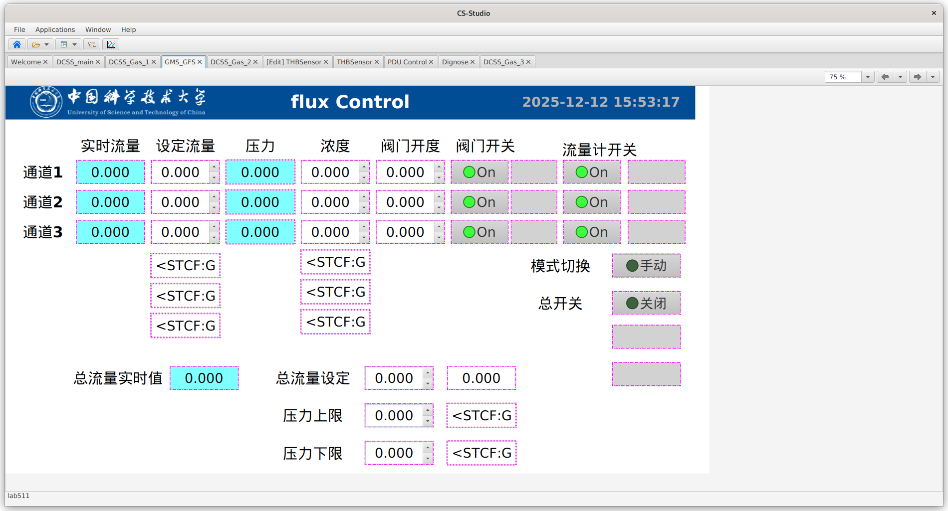 CS-Studio
File Applications Window Help
Welcome DCSS_main DCSS_Gas_1 GMS_GFS DCSS_Gas_2 [Edit] THBSensor THBSensor PDU Control Dignose DCSS_Gas_3
75 %
中国科学技术大学
University of Science and Technology of China
flux Control
2025-12-12 15:53:17
实时流量 设定流量 压力 浓度 阀门开度 阀门开关 流量计开关
通道1 0.000 0.000 0.000 0.000 0.000 On On
通道2 0.000 0.000 0.000 0.000 0.000 On On
通道3 0.000 0.000 0.000 0.000 0.000 On On
<STCF:G <STCF:G 模式切换 手动
<STCF:G <STCF:G 总开关 关闭
<STCF:G <STCF:G
总流量实时值 0.000 总流量设定 0.000 0.000
压力上限 0.000 <STCF:G
压力下限 0.000 <STCF:G
lab511